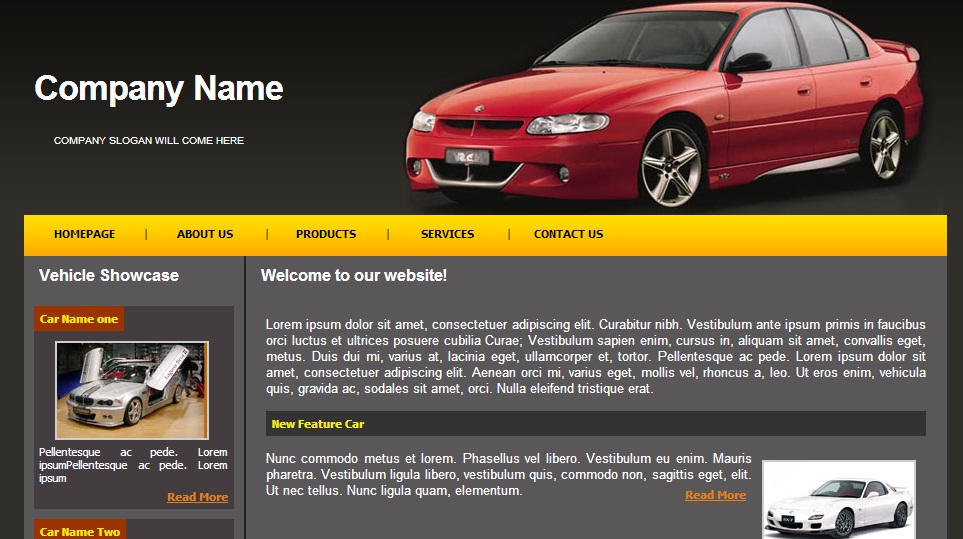 Company Name
COMPANY SLOGAN WILL COME HERE
HOMEPAGE | ABOUT US | PRODUCTS | SERVICES | CONTACT US
Vehicle Showcase
Car Name one
Pellentesque ac pede. Lorem
ipsumPellentesque ac pede. Lorem
ipsum
Read More
Car Name Two
Welcome to our website!
Lorem ipsum dolor sit amet, consectetuer adipiscing elit. Curabitur nibh. Vestibulum ante ipsum primis in faucibus
orci luctus et ultrices posuere cubilia Curae; Vestibulum sapien enim, cursus in, aliquam sit amet, convallis eget,
metus. Duis dui mi, varius at, lacinia eget, ullamcorper et, tortor. Pellentesque ac pede. Lorem ipsum dolor sit
amet, consectetuer adipiscing elit. Aenean orci mi, varius eget, mollis vel, rhoncus a, leo. Ut eros enim, vehicula
quis, gravida ac, sodales sit amet, orci. Nulla eleifend tristique erat.
New Feature Car
Nunc commodo metus et lorem. Phasellus vel libero. Vestibulum eu enim. Mauris
pharetra. Vestibulum ligula libero, vestibulum quis, commodo non, sagittis eget, elit.
Ut nec tellus. Nunc ligula quam, elementum.
Read More